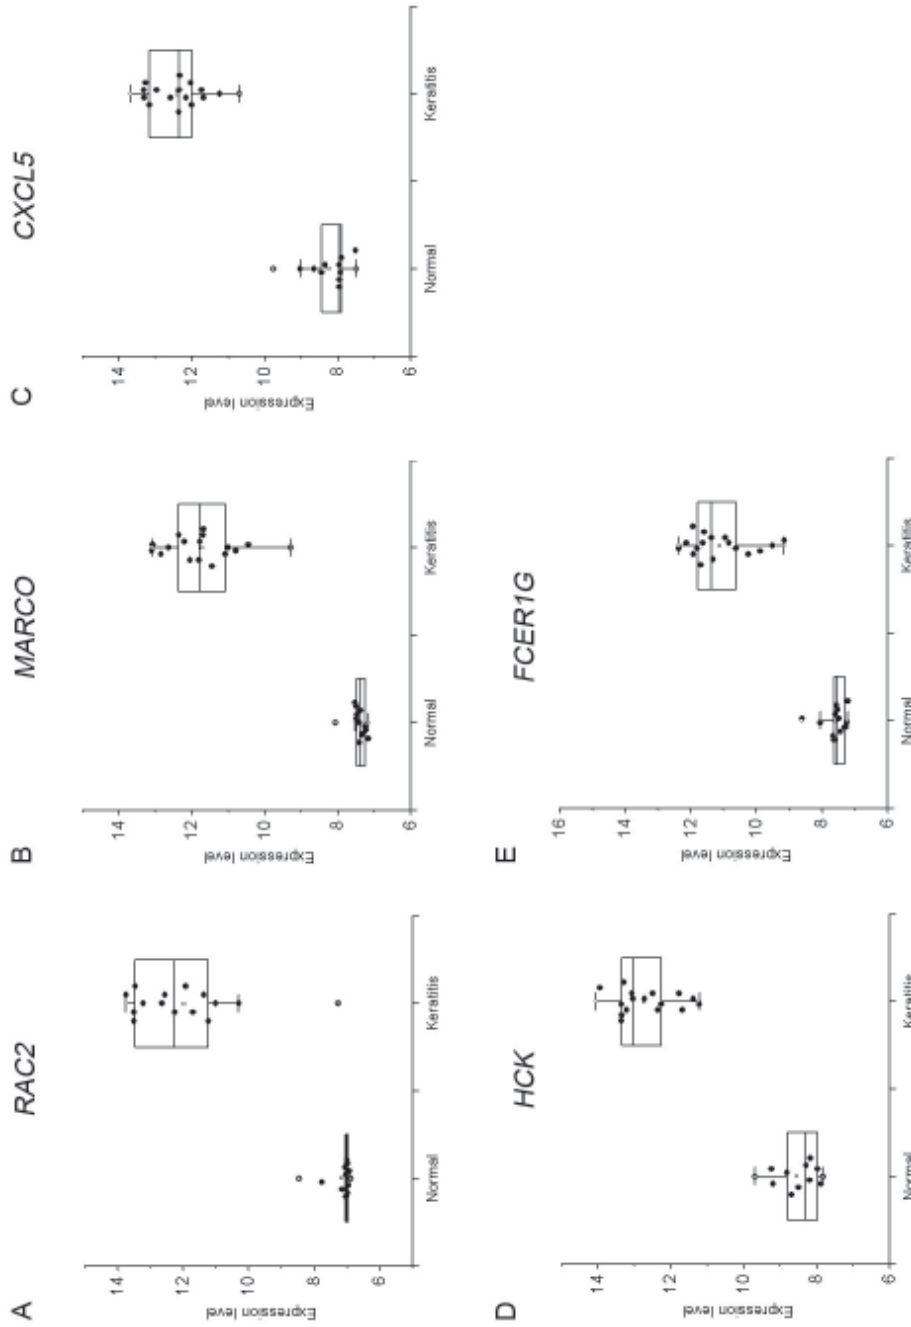 A
RAC2
Expression level
14
12
10
8
6
Normal
Keratitis
B
MARCO
Expression level
14
12
10
8
6
Normal
Keratitis
C
CXCL5
Expression level
14
12
10
8
6
Normal
Keratitis
D
HCK
Expression level
14
12
10
8
6
Normal
Keratitis
E
FCER1G
Expression level
16
14
12
10
8
6
Normal
Keratitis